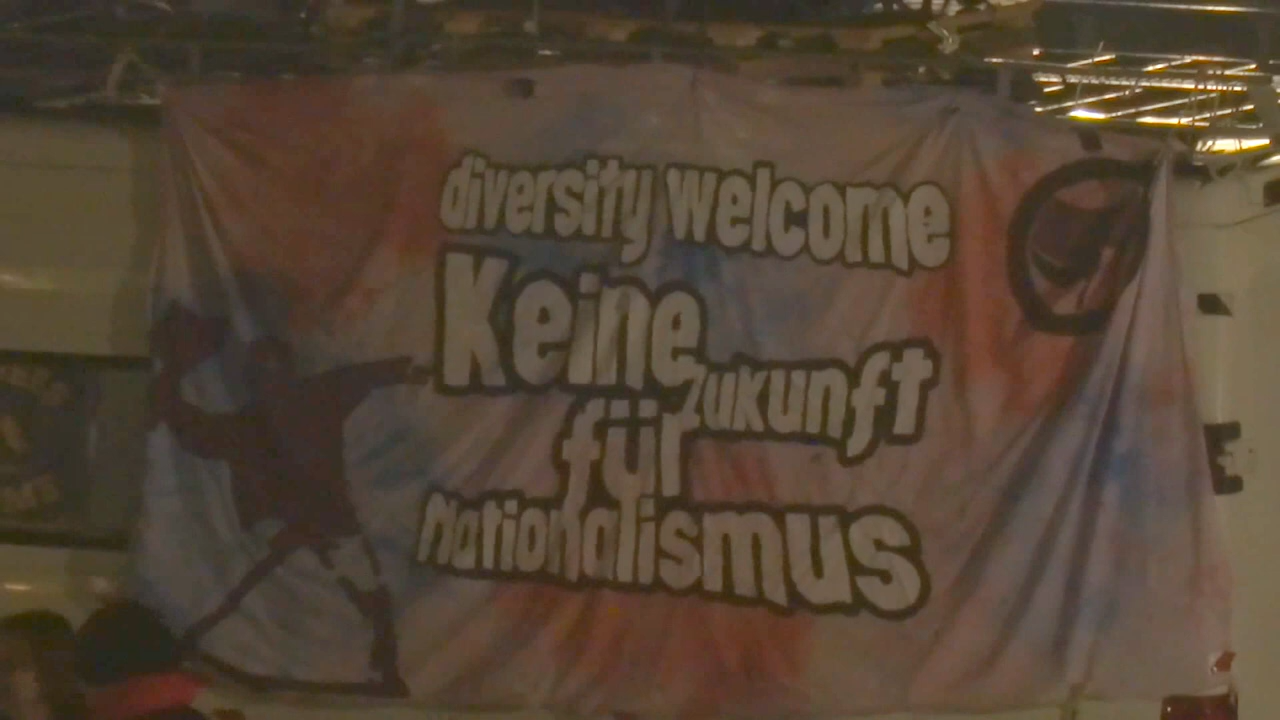 diversity welcome
Keine
Zukunft
für
Nationalismus